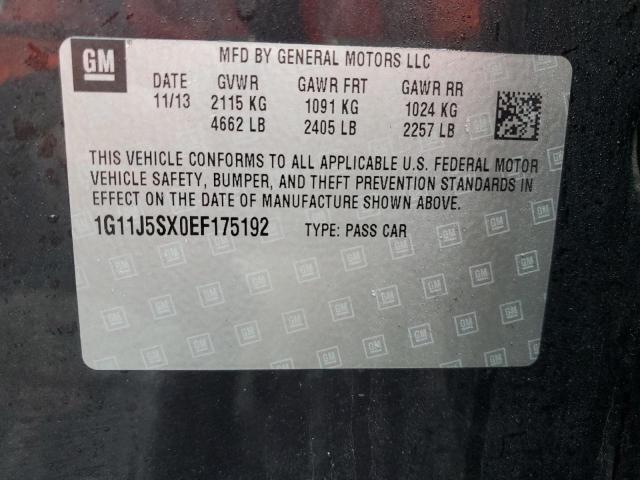 GM MFD BY GENERAL MOTORS LLC
DATE GVWR GAWR FRT GAWR RR
11/13 2115 KG 1091 KG 1024 KG
4662 LB 2405 LB 2257 LB
THIS VEHICLE CONFORMS TO ALL APPLICABLE U.S. FEDERAL MOTOR
VEHICLE SAFETY, BUMPER, AND THEFT PREVENTION STANDARDS IN
EFFECT ON THE DATE OF MANUFACTURE SHOWN ABOVE.
1G11J5SX0EF175192 TYPE: PASS CAR